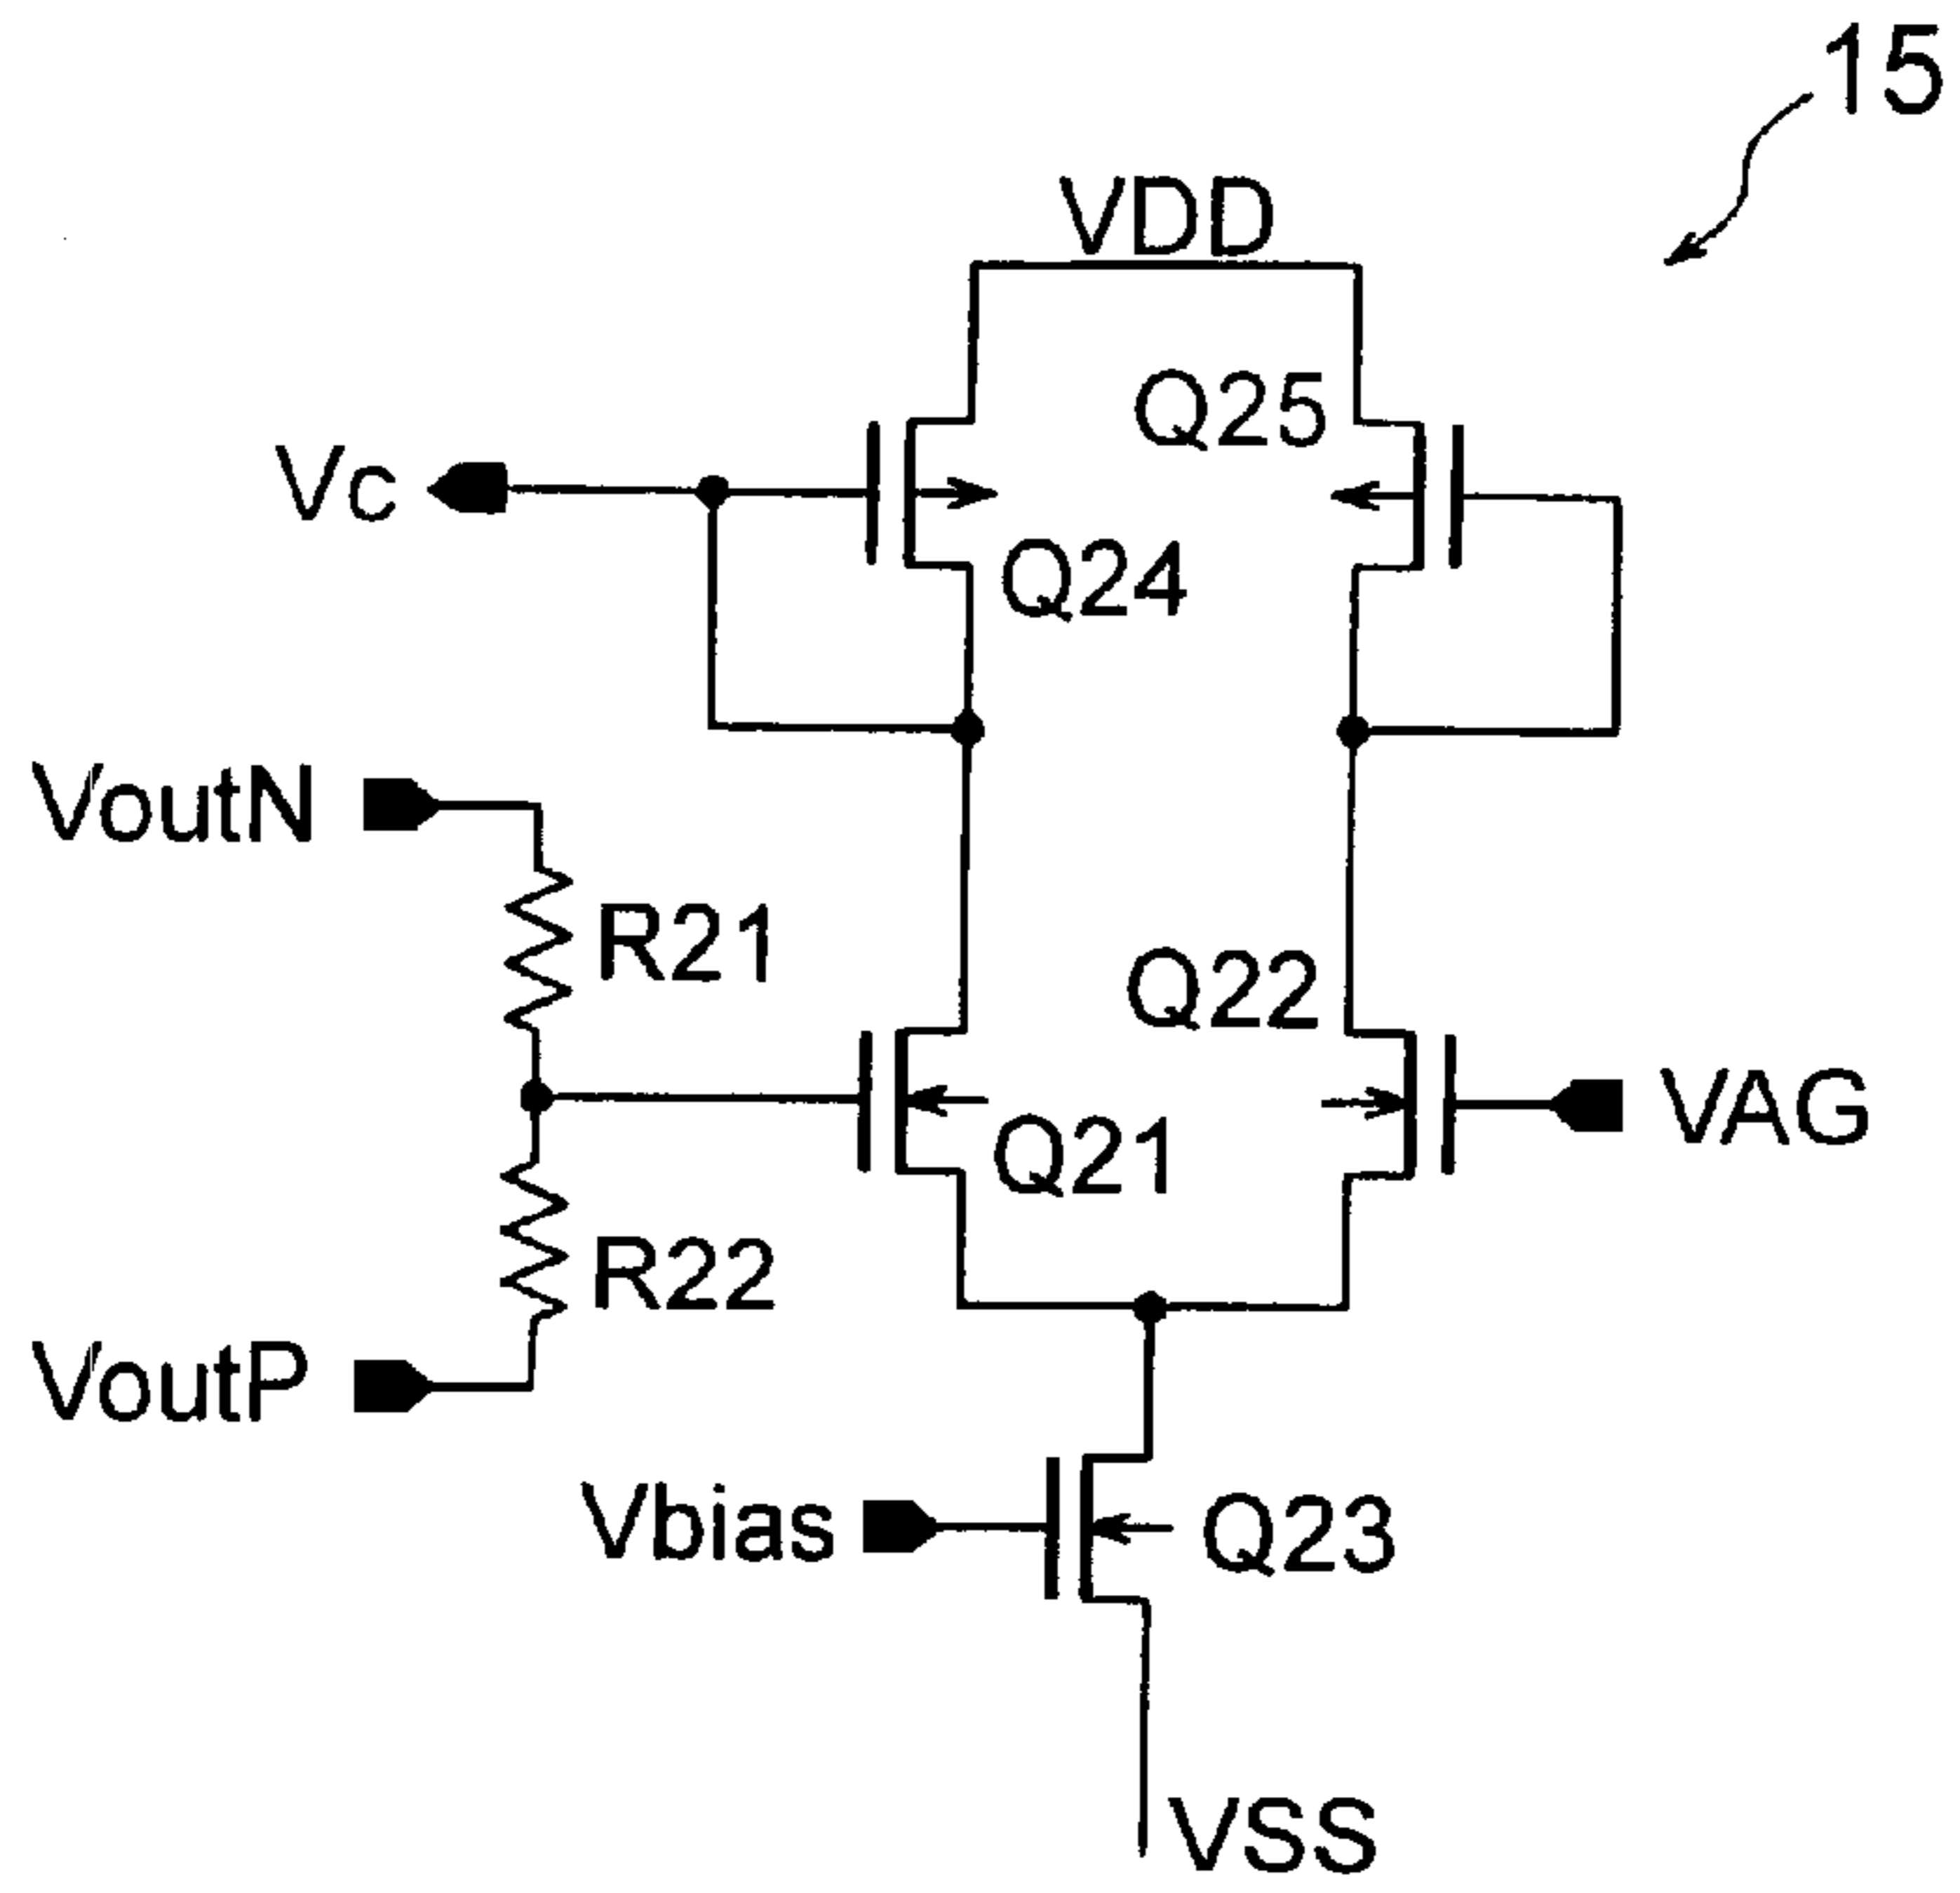 15
VDD
Q25
Vc
Q24
VoutN
R21
Q22
VAG
Q21
R22
VoutP
Vbias
Q23
VSS